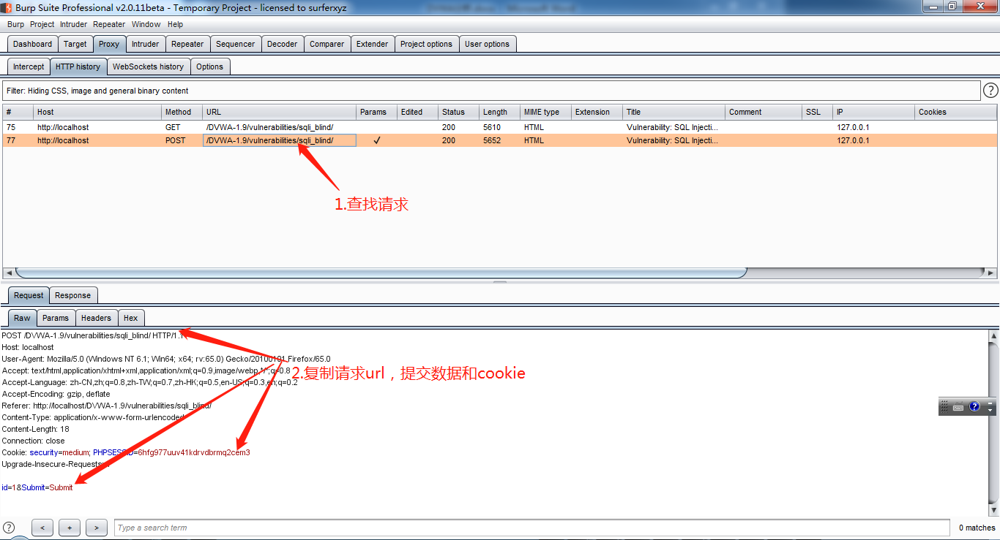 Burp Suite Professional v2.0.11beta - Temporary Project - licensed to surferxyz
Burp Project Intruder Repeater Window Help
Dashboard Target Proxy Intruder Repeater Sequencer Decoder Comparer Extender Project options User options
Intercept HTTP history WebSockets history Options
Filter: Hiding CSS, image and general binary content
# Host Method URL Params Edited Status Length MIME type Extension Title Comment SSL IP Cookies
75 http://localhost GET /DVWA-1.9/vulnerabilities/sqli_blind/ 200 5610 HTML Vulnerability: SQL Injecti... 127.0.0.1
77 http://localhost POST /DVWA-1.9/vulnerabilities/sqli_blind/ ✓ 200 5652 HTML Vulnerability: SQL Injecti... 127.0.0.1
1.查找请求
Request Response
Raw Params Headers Hex
POST /DVWA-1.9/vulnerabilities/sqli_blind/ HTTP/1.1
Host: localhost
User-Agent: Mozilla/5.0 (Windows NT 6.1; Win64; x64; rv:65.0) Gecko/20100101 Firefox/65.0
Accept: text/html,application/xhtml+xml,application/xml;q=0.9,image/webp,*/*;q=0.8
2.复制请求url，提交数据和cookie
Accept-Language: zh-CN,zh;q=0.8,zh-TW;q=0.7,zh-HK;q=0.5,en-US;q=0.3,en;q=0.2
Accept-Encoding: gzip, deflate
Referer: http://localhost/DVWA-1.9/vulnerabilities/sqli_blind/
Content-Type: application/x-www-form-urlencoded
Content-Length: 18
Connection: close
Cookie: security=medium; PHPSESSID=6hfg977uuv41kdrvdbrmq2cem3
Upgrade-Insecure-Requests:
id=1&Submit=Submit
? < + > Type a search term 0 matches